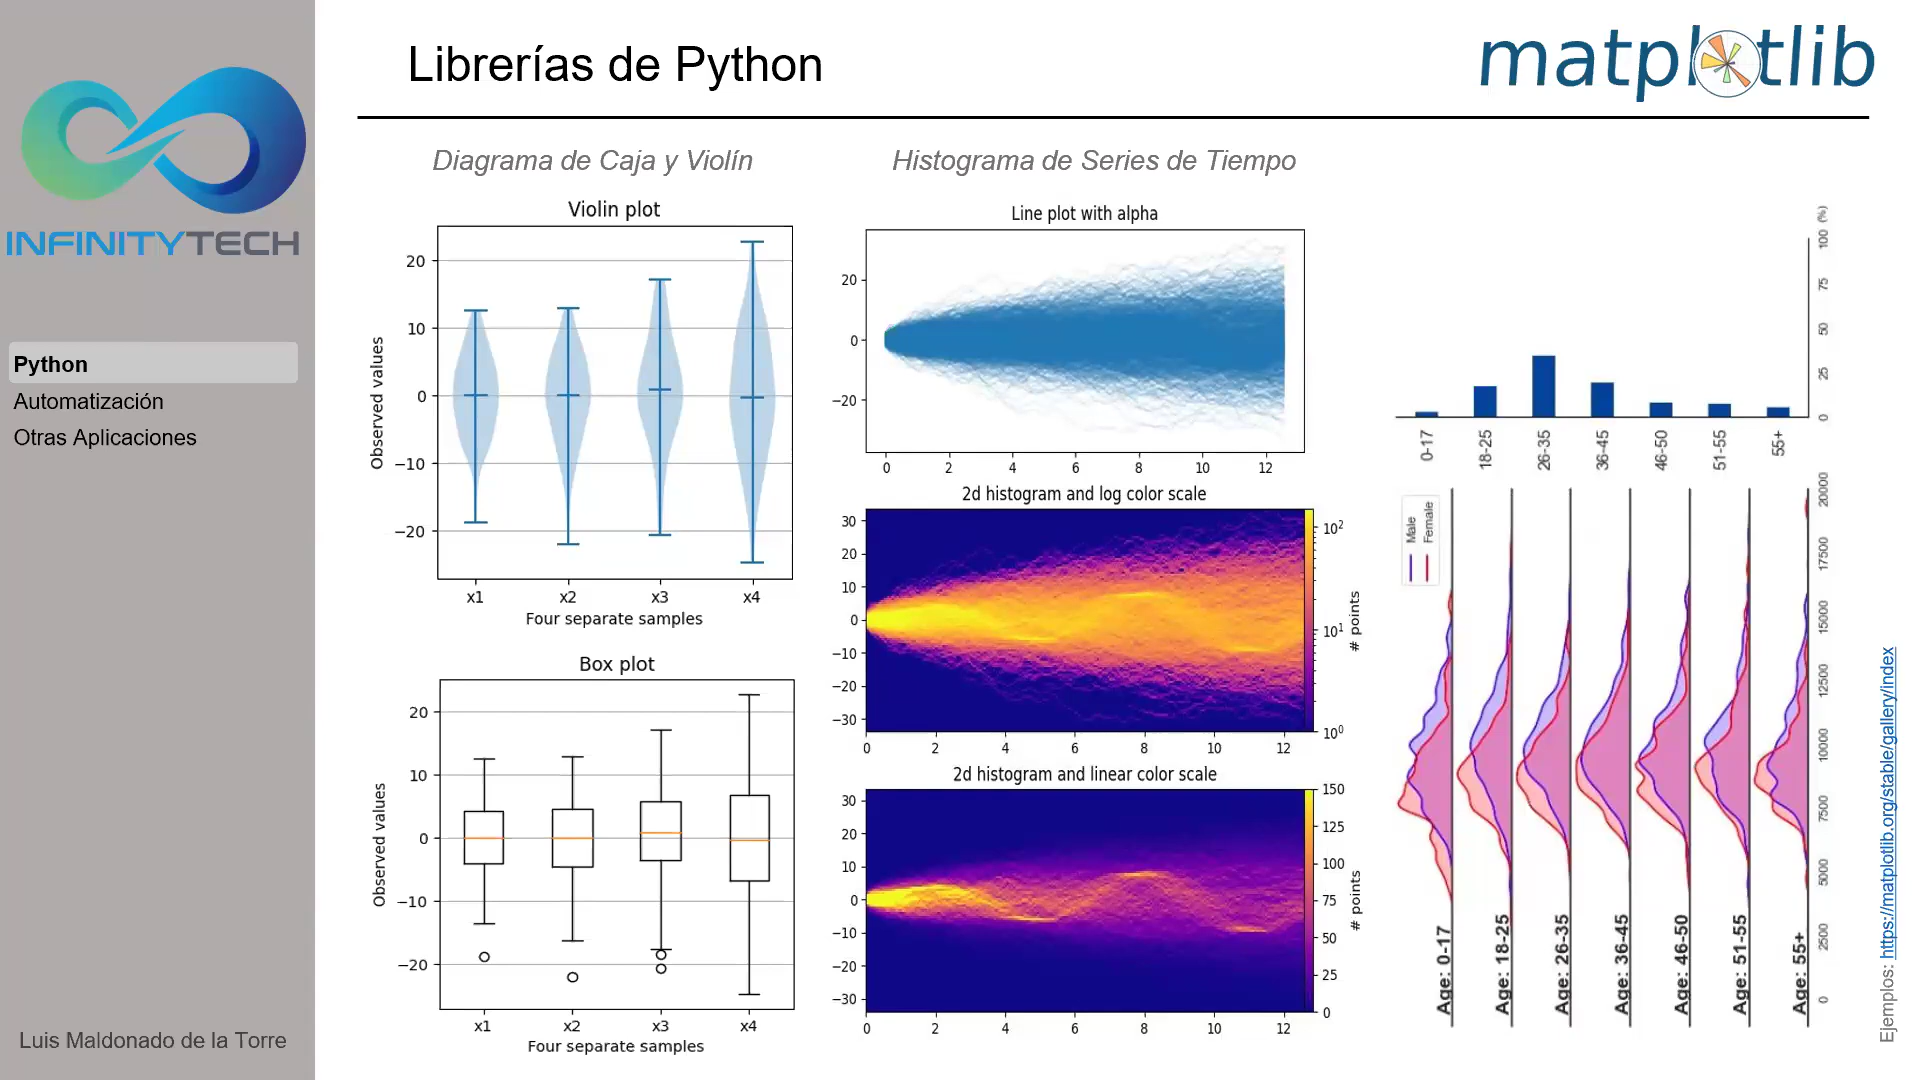 INFINITYTECH
Python
Automatización
Otras Aplicaciones
Luis Maldonado de la Torre
Librerías de Python
matplotlib
Diagrama de Caja y Violín
Violin plot
20
10
0
−10
−20
Observed values
x1 x2 x3 x4
Four separate samples
Box plot
20
10
0
−10
−20
Observed values
x1 x2 x3 x4
Four separate samples
Histograma de Series de Tiempo
Line plot with alpha
20
0
−20
0 2 4 6 8 10 12
2d histogram and log color scale
30
20
10
0
−10
−20
−30
0 2 4 6 8 10 12
10²
10¹
10⁰
# points
2d histogram and linear color scale
30
20
10
0
−10
−20
−30
0 2 4 6 8 10 12
150
125
100
75
50
25
0
# points
0 25 50 75 100 (%)
0-17
18-25
26-35
36-45
46-50
51-55
55+
Male
Female
Age: 0-17
Age: 18-25
Age: 26-35
Age: 36-45
Age: 46-50
Age: 51-55
Age: 55+
0 2500 5000 7500 10000 12500 15000 17500 20000
Ejemplos: https://matplotlib.org/stable/gallery/index